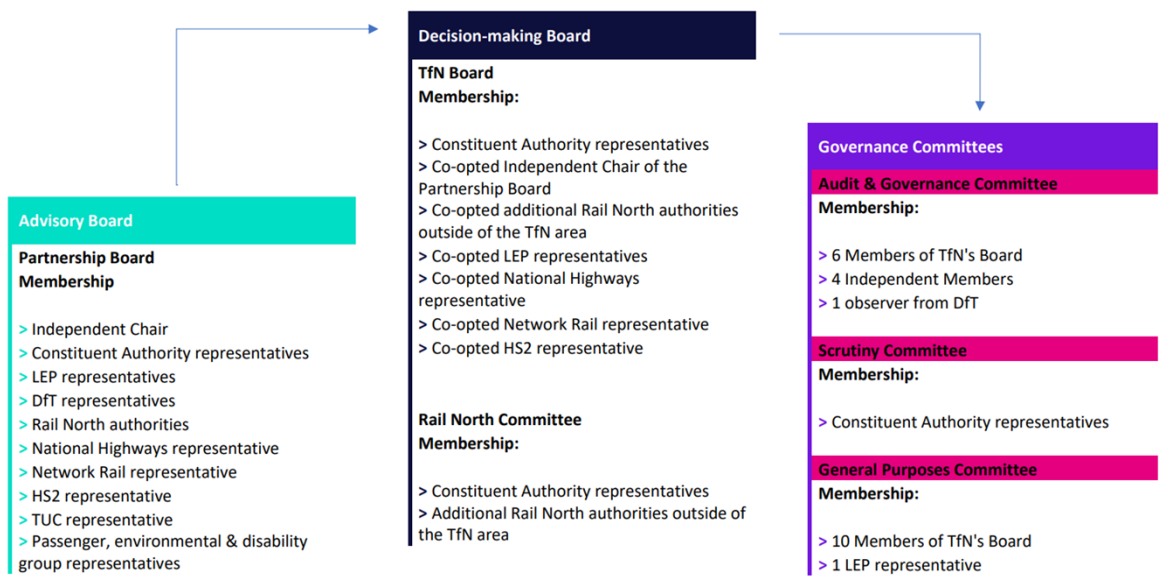 Advisory Board
Partnership Board
Membership
> Independent Chair
> Constituent Authority representatives
> LEP representatives
> DfT representatives
> Rail North authorities
> National Highways representative
> Network Rail representative
> HS2 representative
> TUC representative
> Passenger, environmental & disability
group representatives
Decision-making Board
TfN Board
Membership:
> Constituent Authority representatives
> Co-opted Independent Chair of the
Partnership Board
> Co-opted additional Rail North authorities
outside of the TfN area
> Co-opted LEP representatives
> Co-opted National Highways
representative
> Co-opted Network Rail representative
> Co-opted HS2 representative
Rail North Committee
Membership:
> Constituent Authority representatives
> Additional Rail North authorities outside of
the TfN area
Governance Committees
Audit & Governance Committee
Membership:
> 6 Members of TfN's Board
> 4 Independent Members
> 1 observer from DfT
Scrutiny Committee
Membership:
> Constituent Authority representatives
General Purposes Committee
Membership:
> 10 Members of TfN's Board
> 1 LEP representative